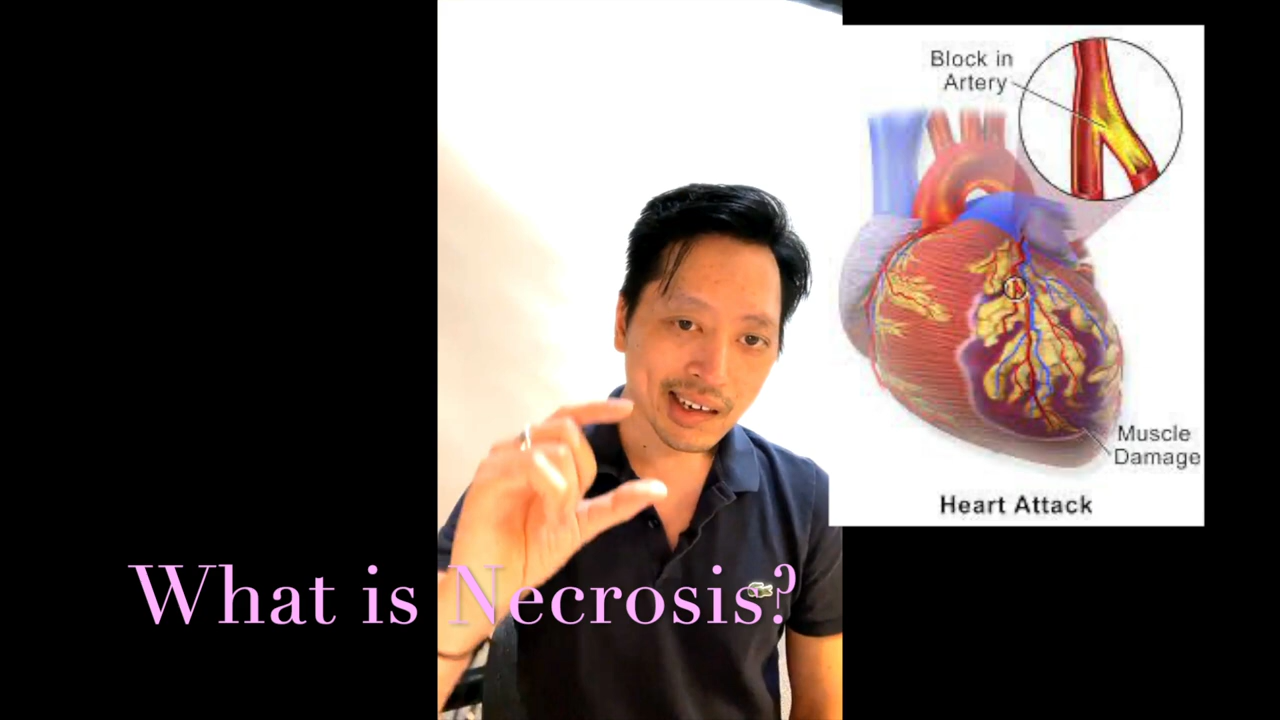 Block in
Artery
Muscle
Damage
Heart Attack
What is Necrosis?